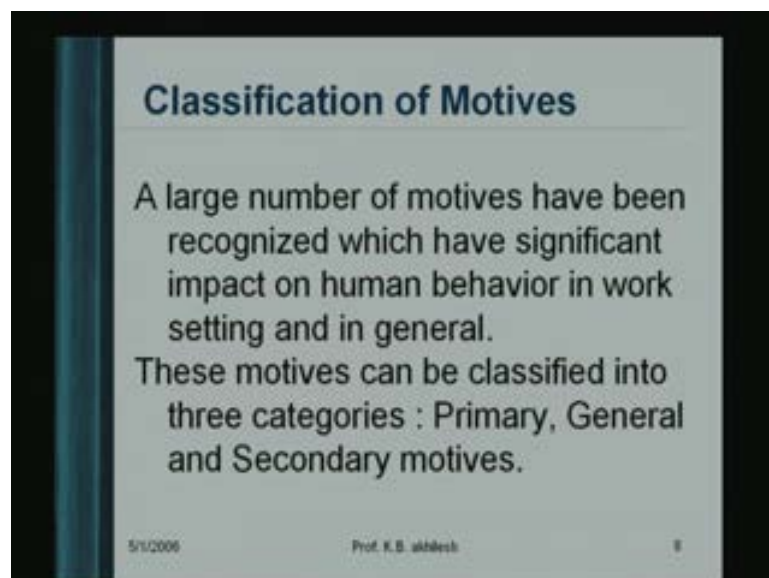 Classification of Motives
A large number of motives have been
recognized which have significant
impact on human behavior in work
setting and in general.
These motives can be classified into
three categories : Primary, General
and Secondary motives.
5/1/2006 Prof. K.B. akhilesh 8